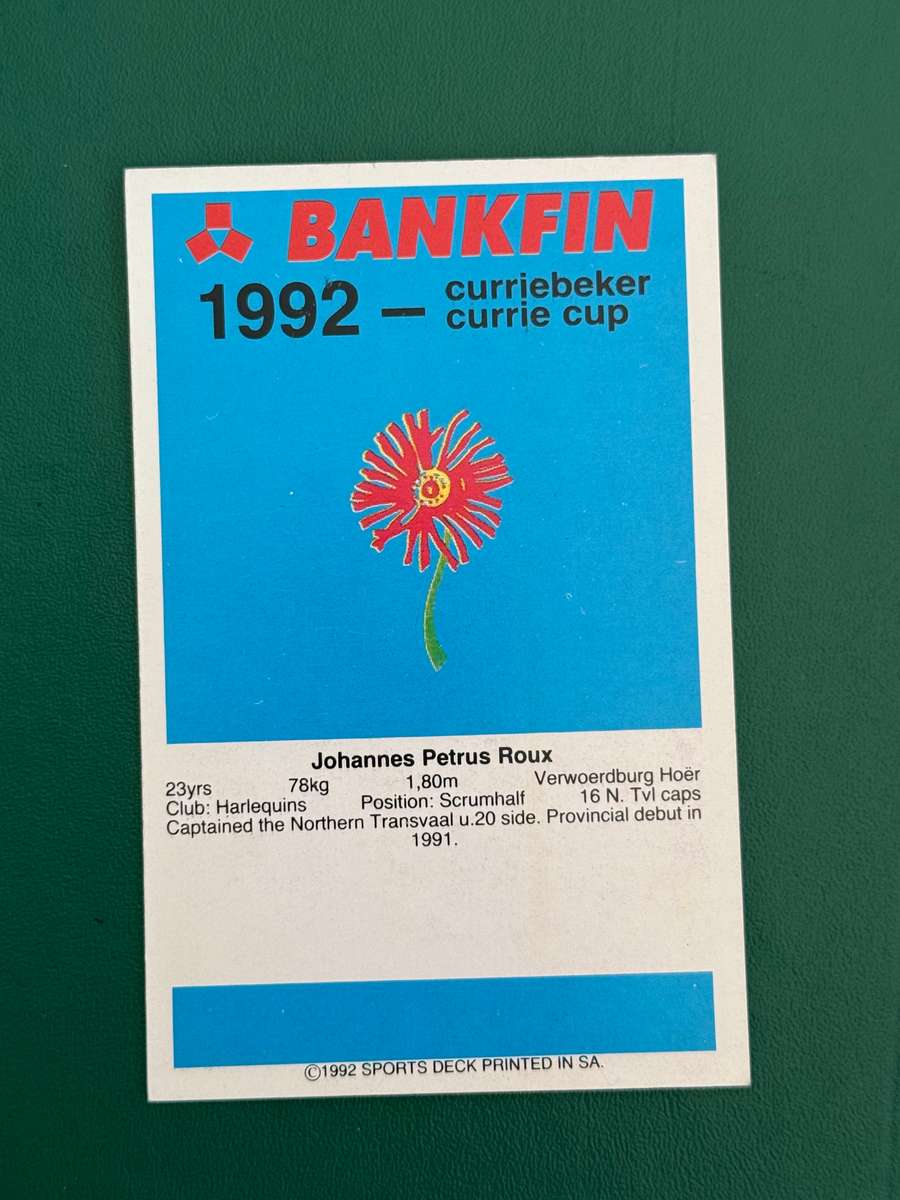 BANKFIN
1992 – curriebeker
currie cup
Johannes Petrus Roux
23yrs 78kg 1,80m Verwoerdburg Hoër
Club: Harlequins Position: Scrumhalf 16 N. Tvl caps
Captained the Northern Transvaal u.20 side. Provincial debut in
1991.
©1992 SPORTS DECK PRINTED IN SA.